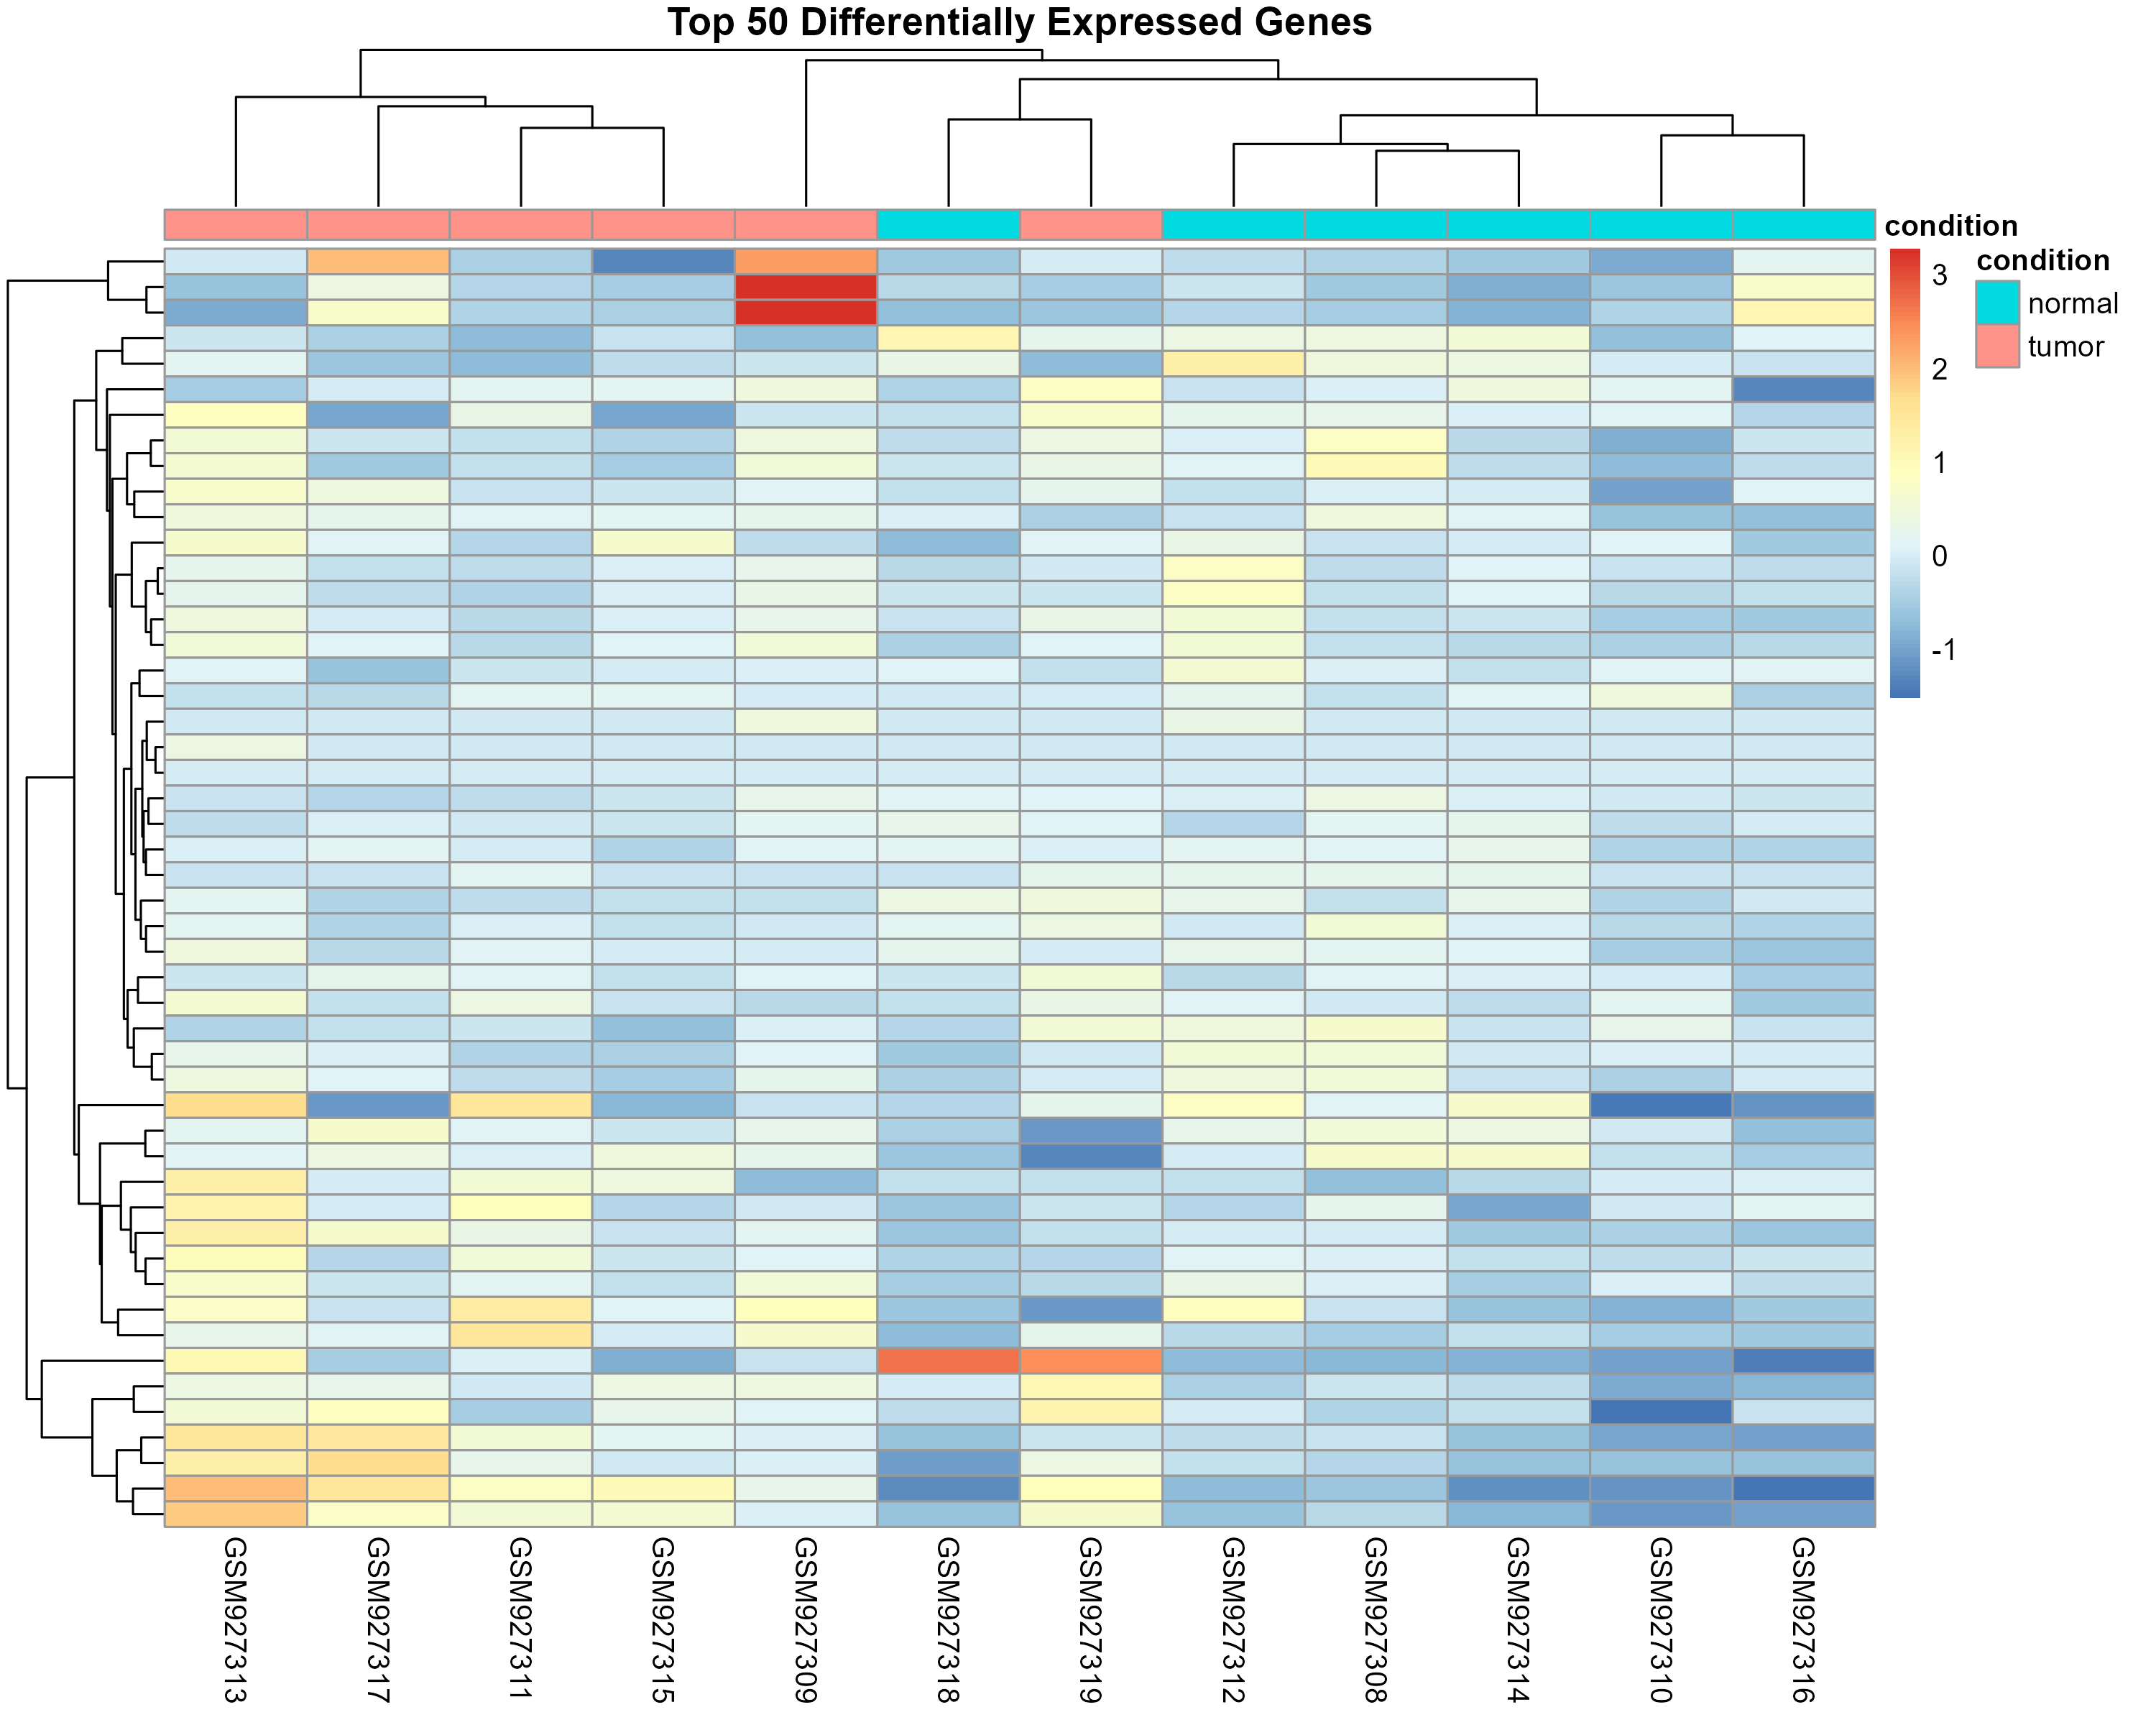 Top 50 Differentially Expressed Genes
condition
3
2
1
0
-1
condition
normal
tumor
GSM927313
GSM927317
GSM927311
GSM927315
GSM927309
GSM927318
GSM927319
GSM927312
GSM927308
GSM927314
GSM927310
GSM927316